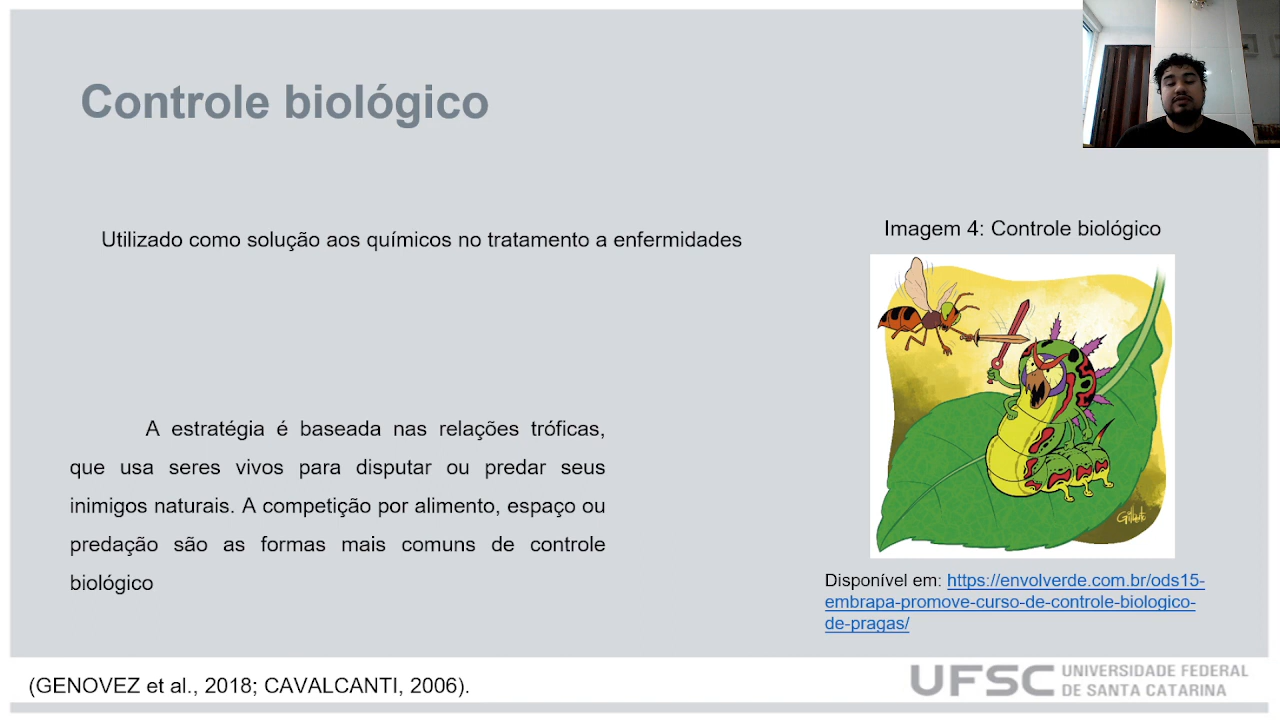 Controle biológico
Utilizado como solução aos químicos no tratamento a enfermidades
A estratégia é baseada nas relações tróficas,
que usa seres vivos para disputar ou predar seus
inimigos naturais. A competição por alimento, espaço ou
predação são as formas mais comuns de controle
biológico
Imagem 4: Controle biológico
Gilberto
Disponível em: https://envolverde.com.br/ods15-
embrapa-promove-curso-de-controle-biologico-
de-pragas/
(GENOVEZ et al., 2018; CAVALCANTI, 2006).
UFSC UNIVERSIDADE FEDERAL
DE SANTA CATARINA